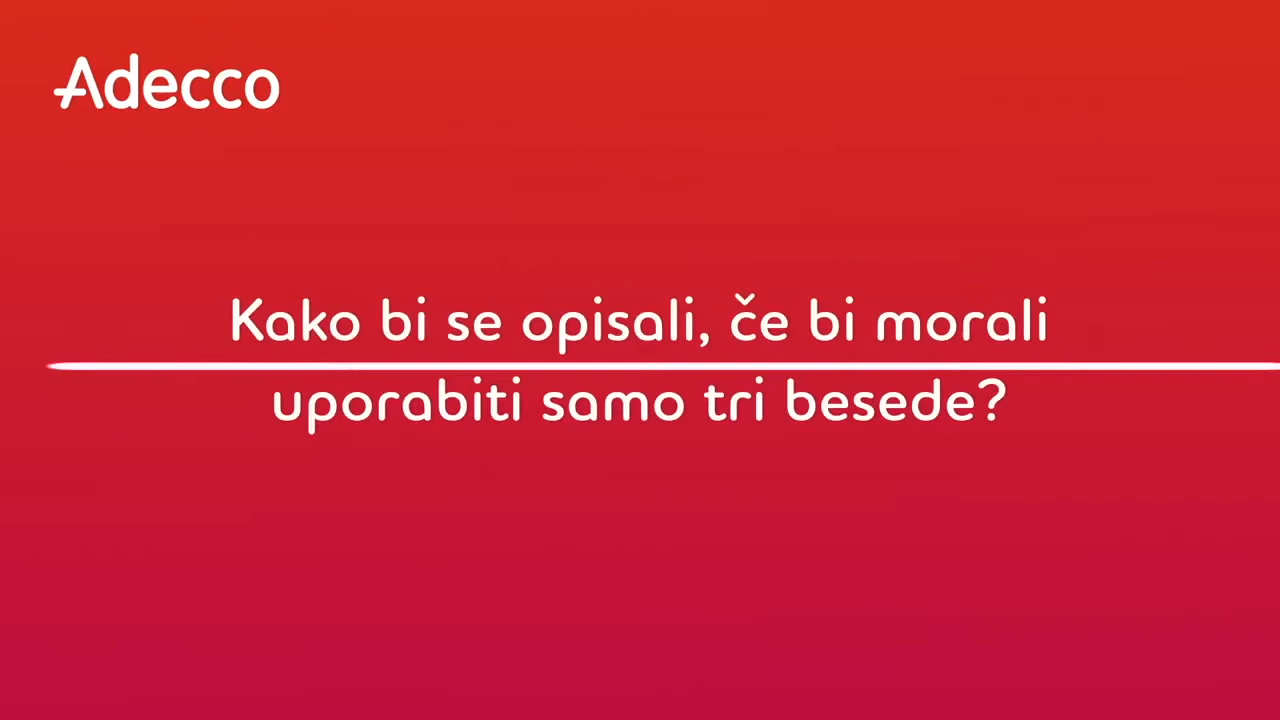 Adecco
Kako bi se opisali, če bi morali
uporabiti samo tri besede?